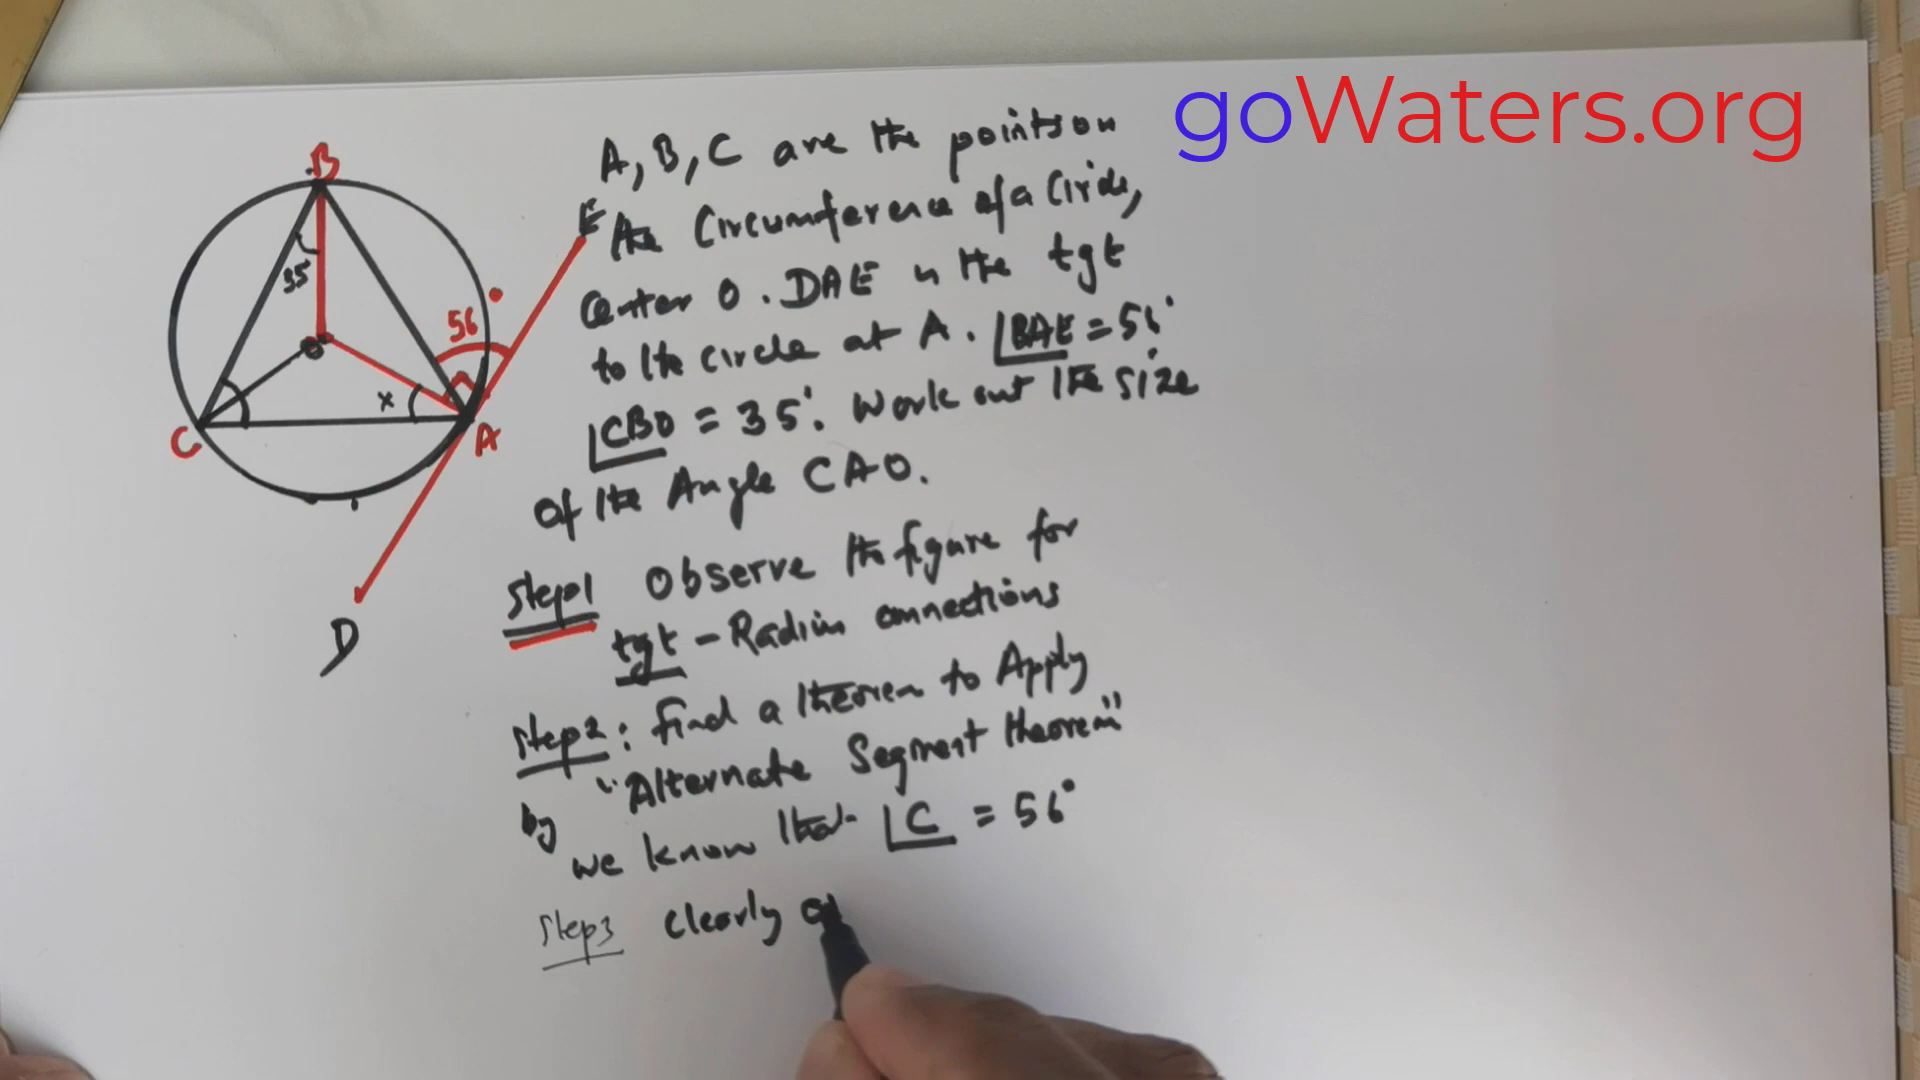 goWaters.org
B
E
35°
56°
O
x
C
A
D
A, B, C are the points on
the Circumference of a Circle,
Center O. DAE is the tgt
to the circle at A. ∠BAE = 56°
∠CBO = 35°. Work out the size
of the Angle CAO.
Step1 Observe the figure for
tgt - Radius connections
Step2: Find a theorem to Apply
by "Alternate Segment theorem"
we know that ∠C = 56°
Step3 Clearly